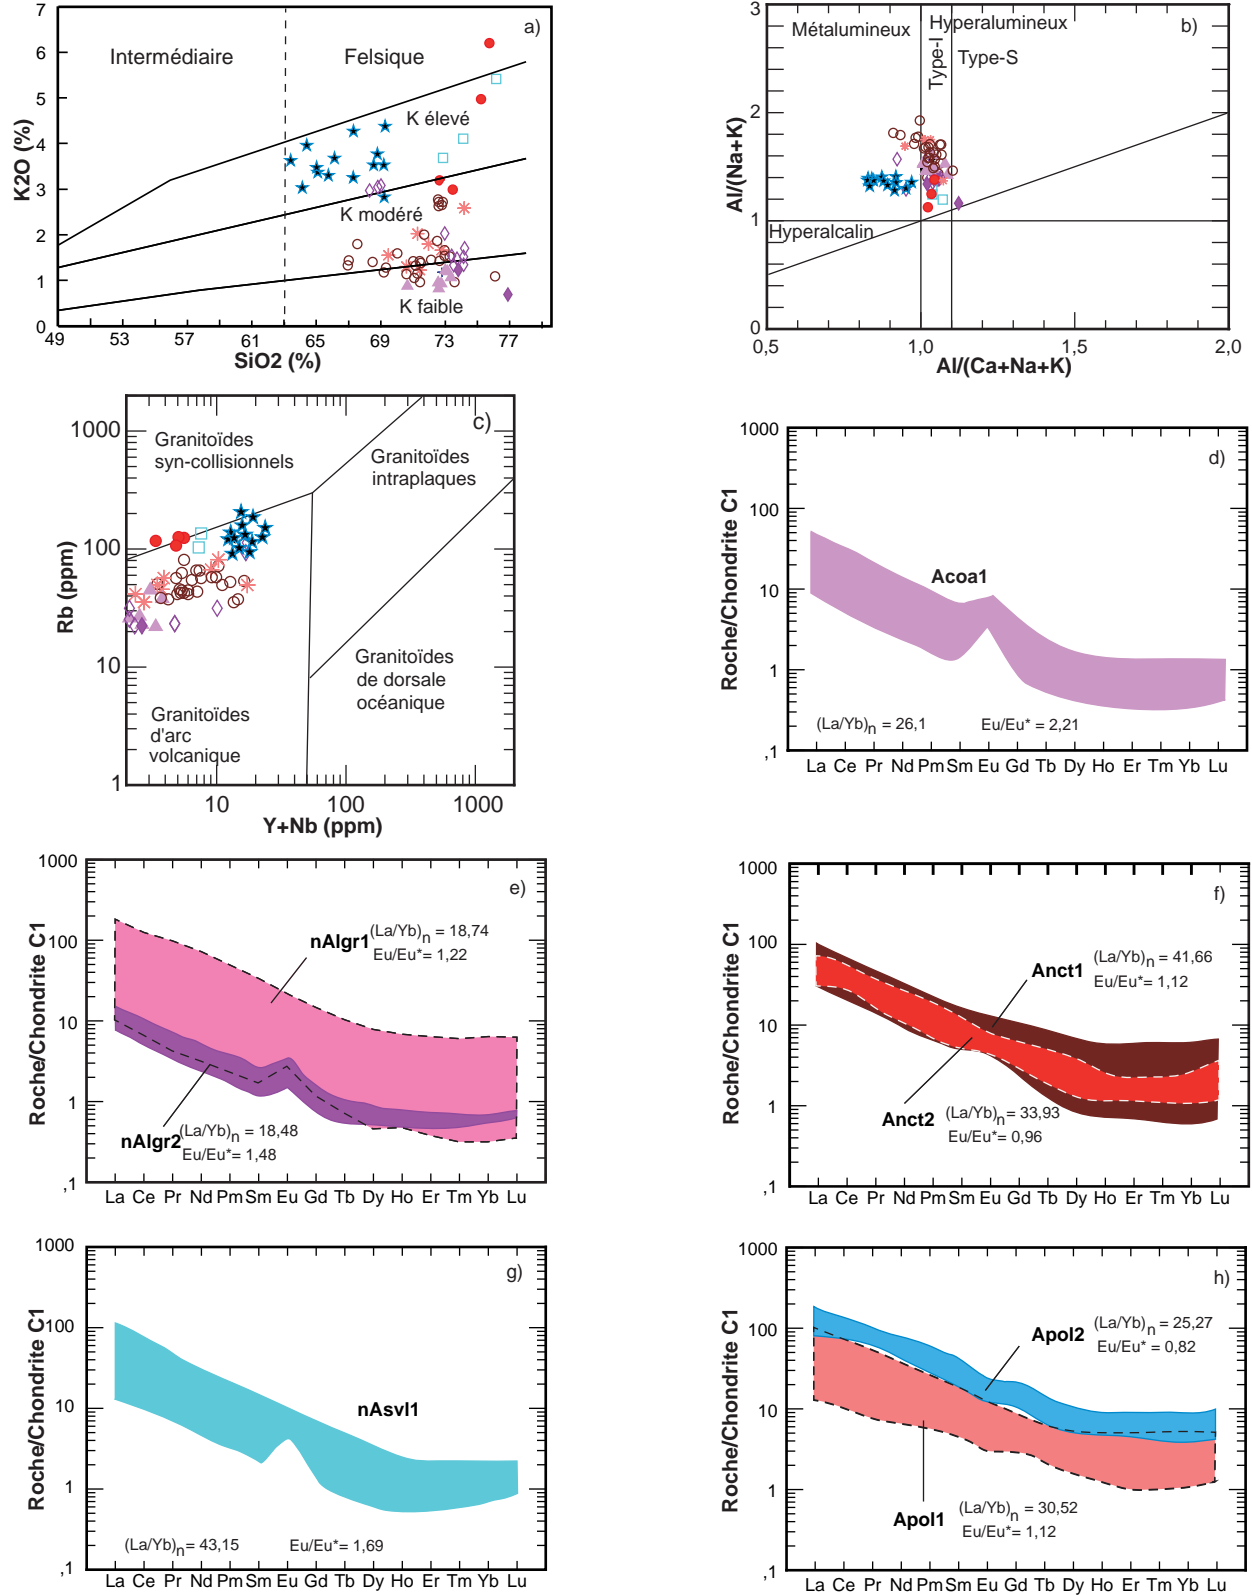 a)
7
6
5
4
3
2
1
0
K2O (%)
Intermédiaire
Felsique
K élevé
K modéré
K faible
49 53 57 61 65 69 73 77
SiO2 (%)
b)
3
2
1
0
Al/(Na+K)
Métalumineux
Hyperalumineux
Type-I
Type-S
Hyperalcalin
0,5 1,0 1,5 2,0
Al/(Ca+Na+K)
c)
1000
100
10
1
Rb (ppm)
Granitoïdes
syn-collisionnels
Granitoïdes
intraplaques
Granitoïdes
de dorsale
océanique
Granitoïdes
d'arc
volcanique
10 100 1000
Y+Nb (ppm)
d)
1000
100
10
1
,1
Roche/Chondrite C1
Acoa1
(La/Yb)n = 26,1
Eu/Eu* = 2,21
La Ce Pr Nd Pm Sm Eu Gd Tb Dy Ho Er Tm Yb Lu
e)
1000
100
10
1
,1
Roche/Chondrite C1
nAlgr1
(La/Yb)n = 18,74
Eu/Eu*= 1,22
nAlgr2
(La/Yb)n = 18,48
Eu/Eu*= 1,48
La Ce Pr Nd Pm Sm Eu Gd Tb Dy Ho Er Tm Yb Lu
f)
1000
100
10
1
,1
Roche/Chondrite C1
Anct1
(La/Yb)n = 41,66
Eu/Eu*= 1,12
Anct2
(La/Yb)n = 33,93
Eu/Eu*= 0,96
La Ce Pr Nd Pm Sm Eu Gd Tb Dy Ho Er Tm Yb Lu
g)
1000
100
10
1
,1
Roche/Chondrite C1
nAsvl1
(La/Yb)n= 43,15
Eu/Eu*= 1,69
La Ce Pr Nd Pm Sm Eu Gd Tb Dy Ho Er Tm Yb Lu
h)
1000
100
10
1
,1
Roche/Chondrite C1
Apol2
(La/Yb)n = 25,27
Eu/Eu* = 0,82
Apol1
(La/Yb)n = 30,52
Eu/Eu*= 1,12
La Ce Pr Nd Pm Sm Eu Gd Tb Dy Ho Er Tm Yb Lu